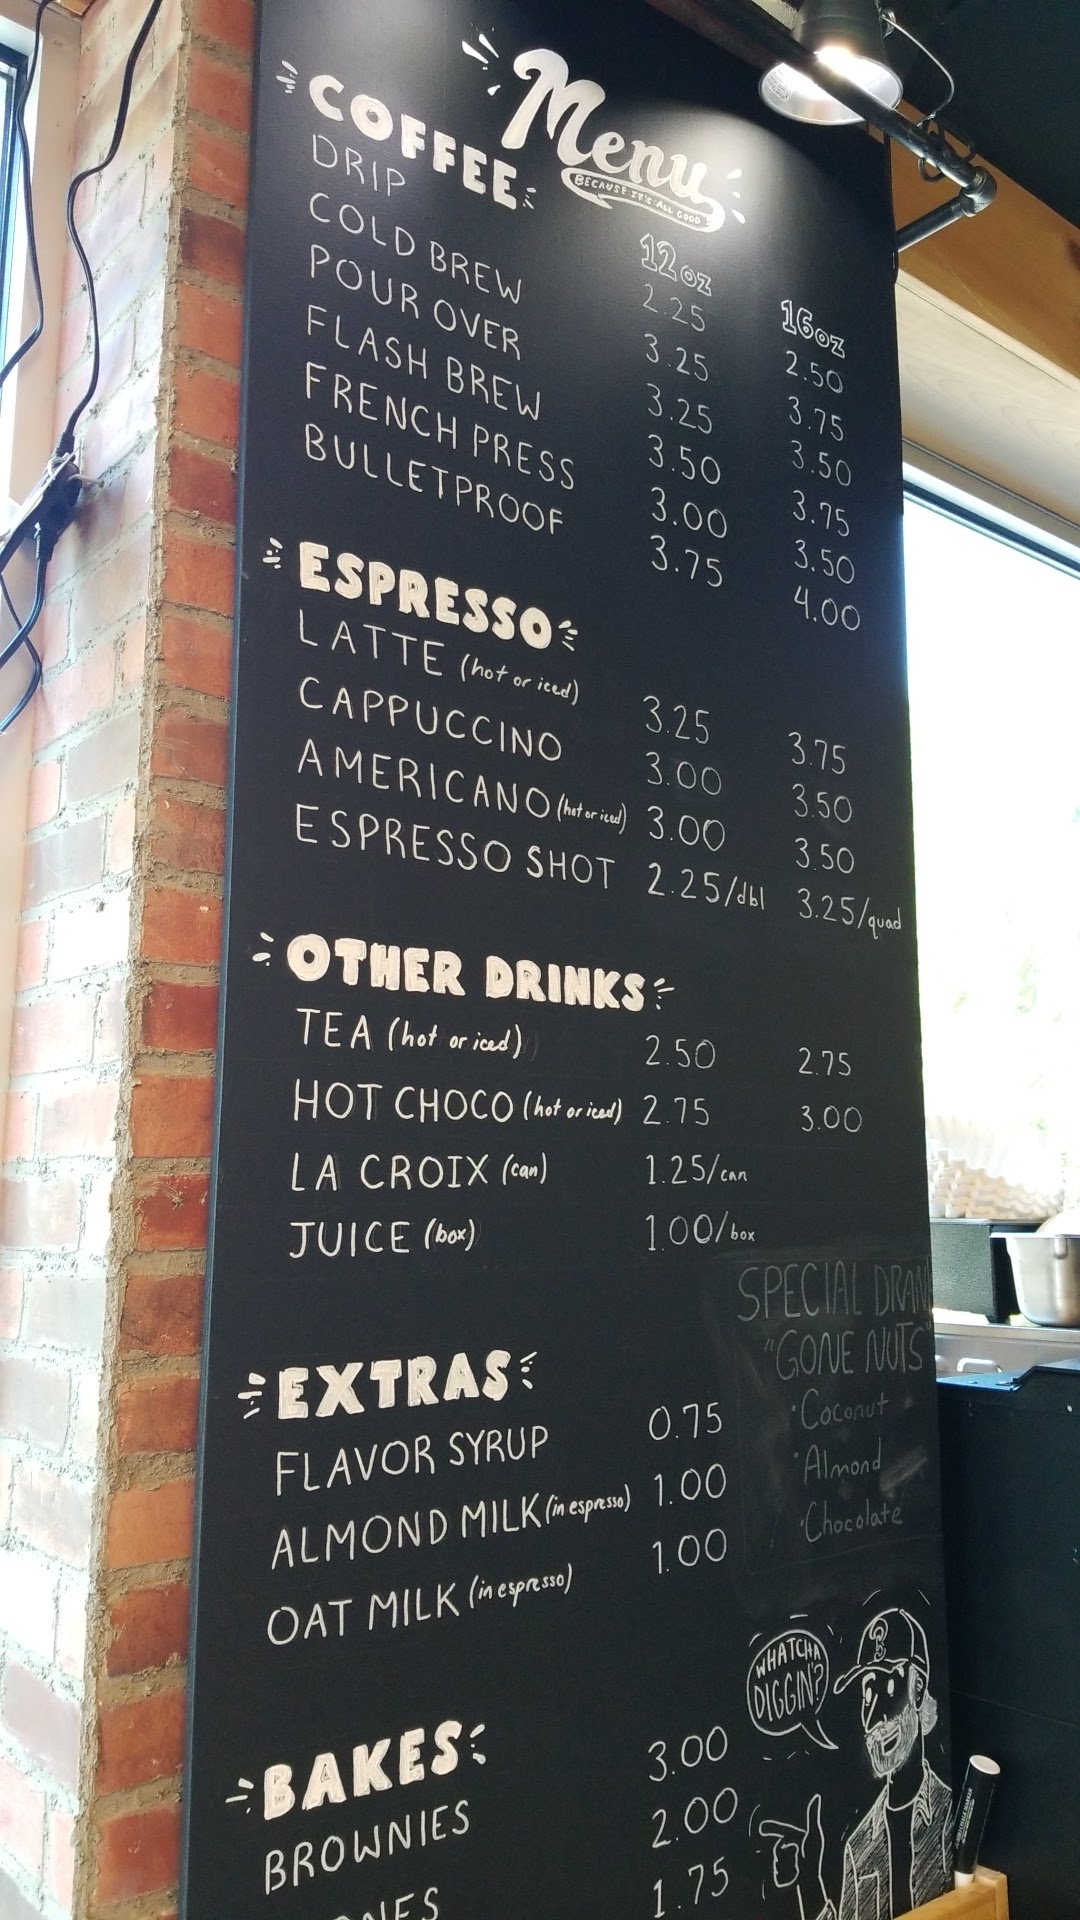 Menu
BECAUSE IT'S ALL GOOD
COFFEE 12oz 16oz
DRIP 2.25 2.50
COLD BREW 3.25 3.75
POUR OVER 3.25 3.50
FLASH BREW 3.50 3.75
FRENCH PRESS 3.00 3.50
BULLETPROOF 3.75 4.00
ESPRESSO
LATTE (hot or iced) 3.25 3.75
CAPPUCCINO 3.00 3.50
AMERICANO (hot or iced) 3.00 3.50
ESPRESSO SHOT 2.25/dbl 3.25/quad
OTHER DRINKS
TEA (hot or iced) 2.50 2.75
HOT CHOCO (hot or iced) 2.75 3.00
LA CROIX (can) 1.25/can
JUICE (box) 1.00/box
SPECIAL DRAN
"GONE NUTS"
·Coconut
·Almond
·Chocolate
EXTRAS
FLAVOR SYRUP 0.75
ALMOND MILK (in espresso) 1.00
OAT MILK (in espresso) 1.00
WHATCHA
DIGGIN'?
BAKES
BROWNIES 3.00
2.00
1.75